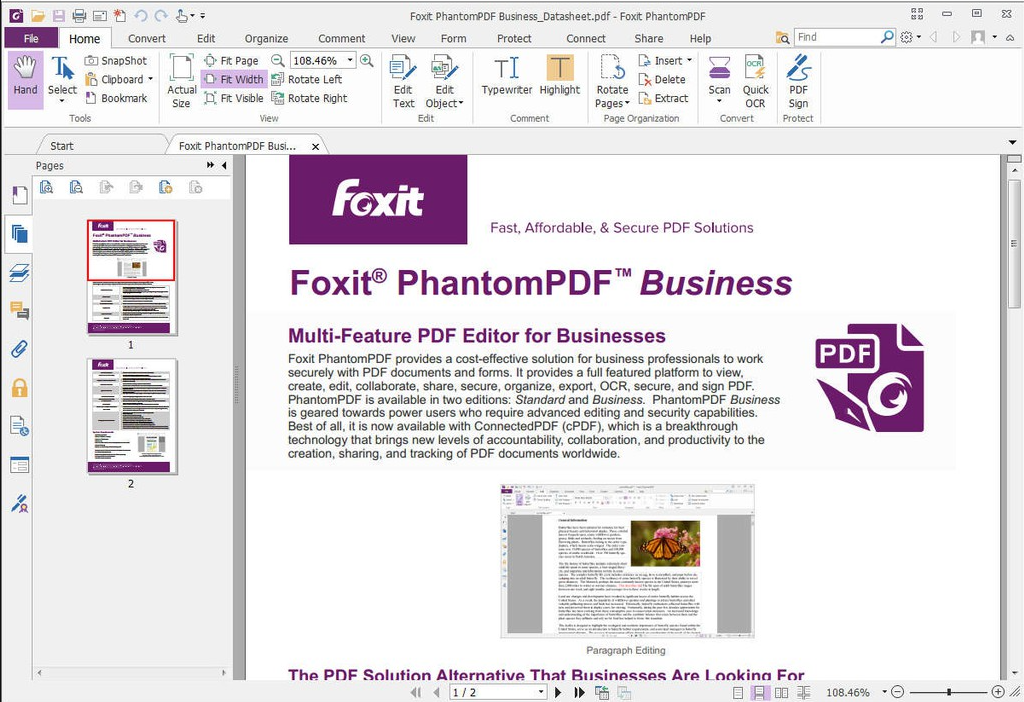 Foxit PhantomPDF Business_Datasheet.pdf - Foxit PhantomPDF
File Home Convert Edit Organize Comment View Form Protect Connect Share Help Find
Hand
Select
SnapShot
Clipboard
Bookmark
Tools
Actual Size
Fit Page
Fit Width
Fit Visible
108.46%
Rotate Left
Rotate Right
View
Edit Text
Edit Object
Edit
Typewriter
Highlight
Comment
Rotate Pages
Insert
Delete
Extract
Page Organization
Scan
OCR
Quick OCR
Convert
PDF Sign
Protect
Start Foxit PhantomPDF Busi...
Pages
1
2
Foxit
Fast, Affordable, & Secure PDF Solutions
Foxit® PhantomPDF™ Business
Multi-Feature PDF Editor for Businesses
Foxit PhantomPDF provides a cost-effective solution for business professionals to work
securely with PDF documents and forms. It provides a full featured platform to view,
create, edit, collaborate, share, secure, organize, export, OCR, secure, and sign PDF.
PhantomPDF is available in two editions: Standard and Business. PhantomPDF Business
is geared towards power users who require advanced editing and security capabilities.
Best of all, it is now available with ConnectedPDF (cPDF), which is a breakthrough
technology that brings new levels of accountability, collaboration, and productivity to the
creation, sharing, and tracking of PDF documents worldwide.
PDF
Paragraph Editing
The PDF Solution Alternative That Businesses Are Looking For
1 / 2
108.46%